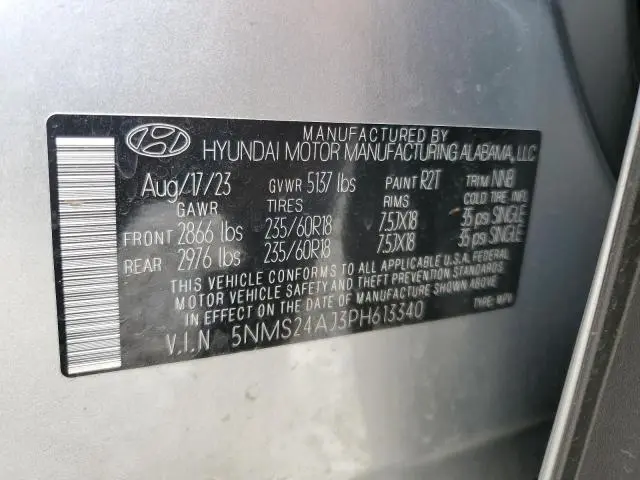 MANUFACTURED BY
HYUNDAI MOTOR MANUFACTURING ALABAMA, LLC
Aug/17/23 GVWR 5137 lbs PAINT R2T TRIM NNB
GAWR TIRES RIMS COLD TIRE INFL
FRONT 2866 lbs 235/60R18 7.5JX18 35 psi SINGLE
REAR 2976 lbs 235/60R18 7.5JX18 35 psi SINGLE
THIS VEHICLE CONFORMS TO ALL APPLICABLE U.S.A. FEDERAL
MOTOR VEHICLE SAFETY AND THEFT PREVENTION STANDARDS
IN EFFECT ON THE DATE OF MANUFACTURE SHOWN ABOVE.
V.I.N 5NMS24AJ3PH613340 TYPE: MPV